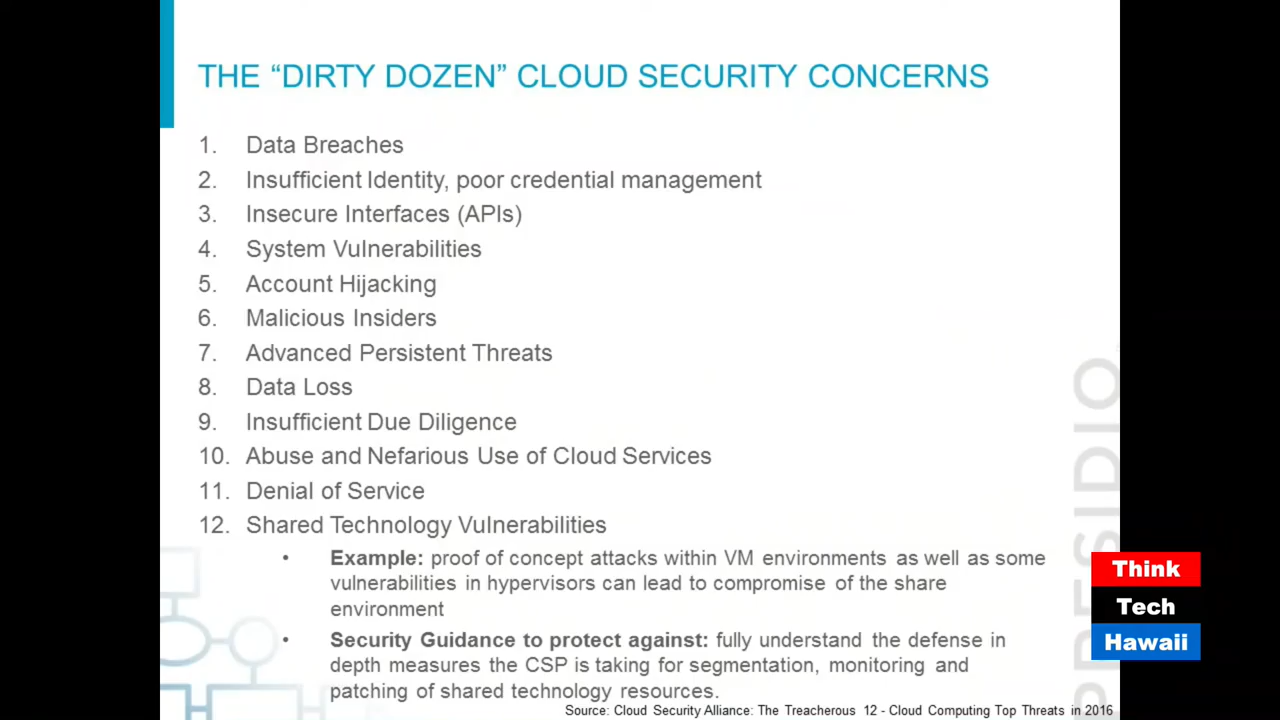 THE “DIRTY DOZEN” CLOUD SECURITY CONCERNS
1. Data Breaches
2. Insufficient Identity, poor credential management
3. Insecure Interfaces (APIs)
4. System Vulnerabilities
5. Account Hijacking
6. Malicious Insiders
7. Advanced Persistent Threats
8. Data Loss
9. Insufficient Due Diligence
10. Abuse and Nefarious Use of Cloud Services
11. Denial of Service
12. Shared Technology Vulnerabilities
• Example: proof of concept attacks within VM environments as well as some
vulnerabilities in hypervisors can lead to compromise of the share
environment
• Security Guidance to protect against: fully understand the defense in
depth measures the CSP is taking for segmentation, monitoring and
patching of shared technology resources.
Source: Cloud Security Alliance: The Treacherous 12 - Cloud Computing Top Threats in 2016
PRESIDIO
Think
Tech
Hawaii